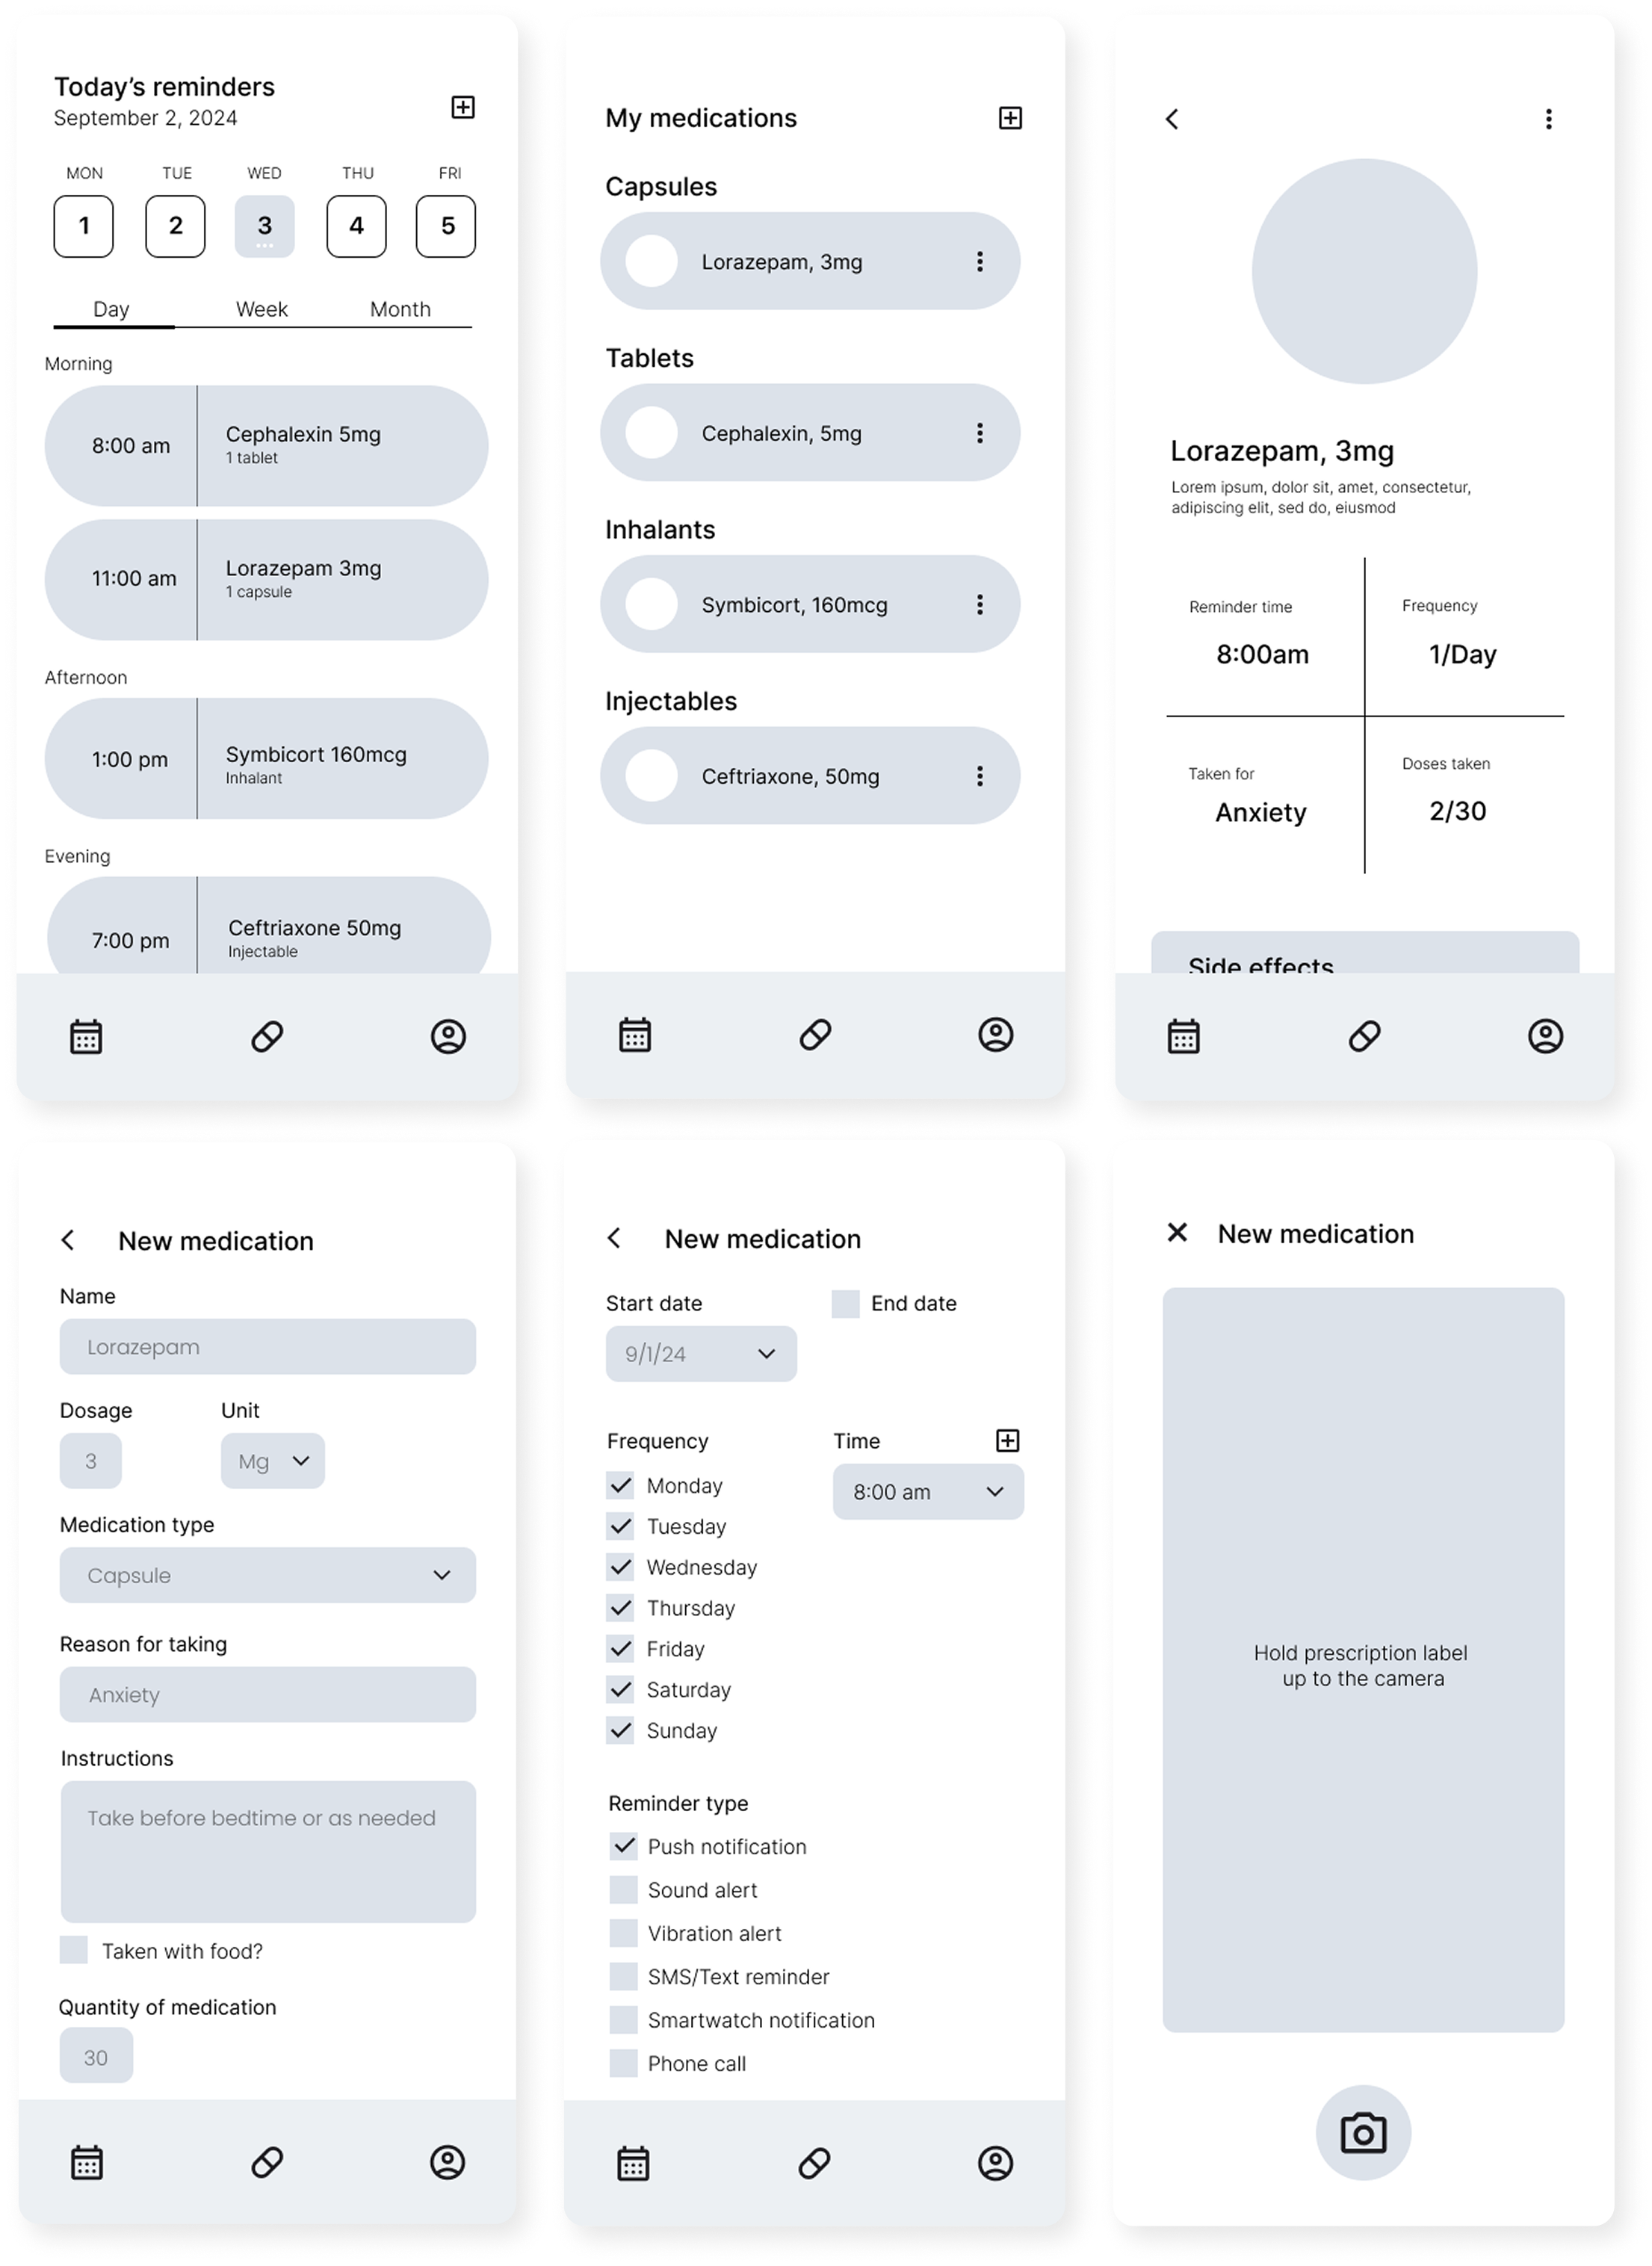 Today’s reminders
September 2, 2024
MON TUE WED THU FRI
1 2 3 4 5
Day Week Month
Morning
8:00 am
Cephalexin 5mg
1 tablet
11:00 am
Lorazepam 3mg
1 capsule
Afternoon
1:00 pm
Symbicort 160mcg
Inhalant
Evening
7:00 pm
Ceftriaxone 50mg
Injectable
My medications
Capsules
Lorazepam, 3mg
Tablets
Cephalexin, 5mg
Inhalants
Symbicort, 160mcg
Injectables
Ceftriaxone, 50mg
Lorazepam, 3mg
Lorem ipsum, dolor sit, amet, consectetur,
adipiscing elit, sed do, eiusmod
Reminder time
8:00am
Frequency
1/Day
Taken for
Anxiety
Doses taken
2/30
Side effects
New medication
Name
Lorazepam
Dosage Unit
3 Mg
Medication type
Capsule
Reason for taking
Anxiety
Instructions
Take before bedtime or as needed
Taken with food?
Quantity of medication
30
New medication
Start date End date
9/1/24
Frequency
Monday
Tuesday
Wednesday
Thursday
Friday
Saturday
Sunday
Time
8:00 am
Reminder type
Push notification
Sound alert
Vibration alert
SMS/Text reminder
Smartwatch notification
Phone call
New medication
Hold prescription label
up to the camera